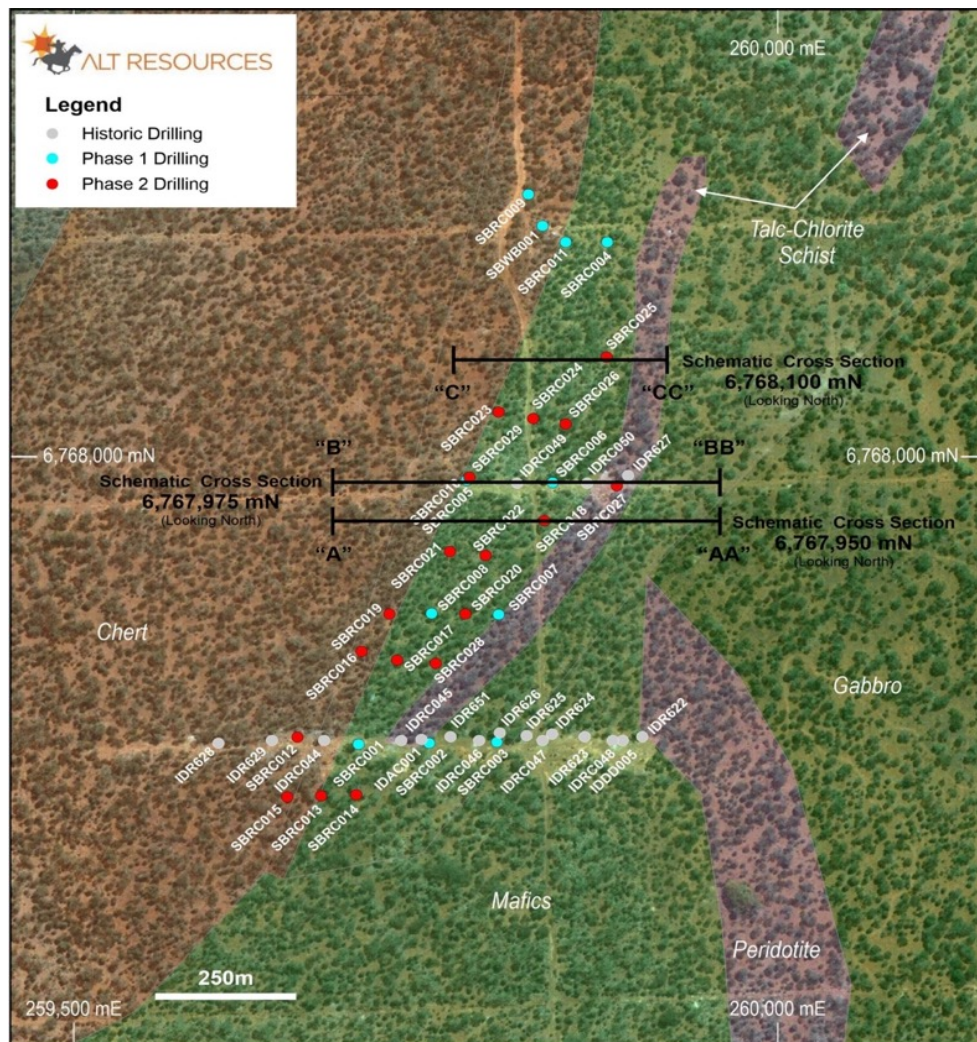 ALT RESOURCES
Legend
Historic Drilling
Phase 1 Drilling
Phase 2 Drilling
260,000 mE
Talc-Chlorite
Schist
SBRC009
SBWB001
SBRC011
SBRC004
SBRC025
"C"
"CC"
Schematic Cross Section
6,768,100 mN
(Looking North)
SBRC023
SBRC024
SBRC026
6,768,000 mN
6,768,000 mN
"B"
"BB"
SBRC029
IDRC049
SBRC006
IDRC050
IDR627
Schematic Cross Section
6,767,975 mN
(Looking North)
SBRC005
SBRC022
SBRC018
SBRC027
"A"
"AA"
Schematic Cross Section
6,767,950 mN
(Looking North)
SBRC021
SBRC008
SBRC020
SBRC007
SBRC019
SBRC016
SBRC017
SBRC028
Chert
Gabbro
IDR628
IDR629
SBRC012
IDRC044
SBRC001
IDAC001
IDRC045
SBRC002
IDR651
IDRC046
SBRC003
IDR626
IDR625
IDRC047
IDR624
IDR623
IDRC048
IDDD005
IDR622
SBRC015
SBRC013
SBRC014
Mafics
Peridotite
250m
259,500 mE
260,000 mE